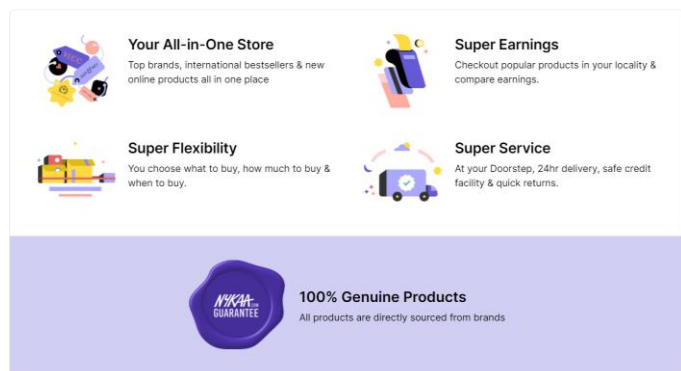 Your All-in-One Store
Top brands, international bestsellers & new
online products all in one place
Super Earnings
Checkout popular products in your locality &
compare earnings.
Super Flexibility
You choose what to buy, how much to buy &
when to buy.
Super Service
At your Doorstep, 24hr delivery, safe credit
facility & quick returns.
NYKAA.COM
GUARANTEE
100% Genuine Products
All products are directly sourced from brands